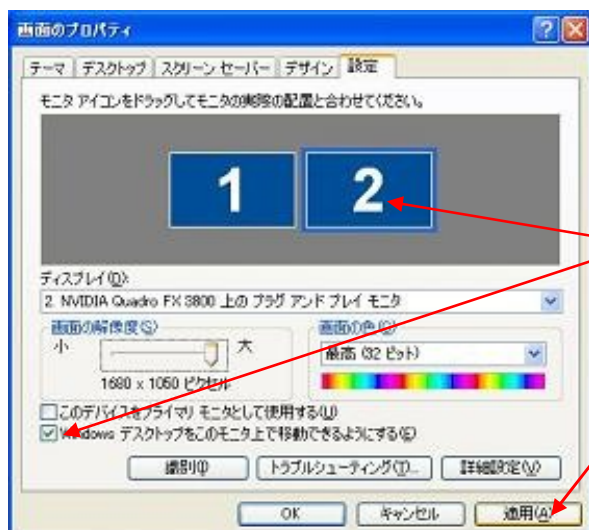 画面のプロパティ
テーマ デスクトップ スクリーン セーバー デザイン 設定
モニタ アイコンをドラッグしてモニタの実際の配置と合わせてください。
1 2
ディスプレイ(D):
2. NVIDIA Quadro FX 3800 上の プラグ アンド プレイ モニタ
画面の解像度(S) 画面の色(C)
小 大 最高 (32 ビット)
1680 x 1050 ピクセル
このデバイスをプライマリ モニタとして使用する(U)
Windows デスクトップをこのモニタ上で移動できるようにする(E)
識別(I) トラブルシューティング(T)... 詳細設定(V)
OK キャンセル 適用(A)